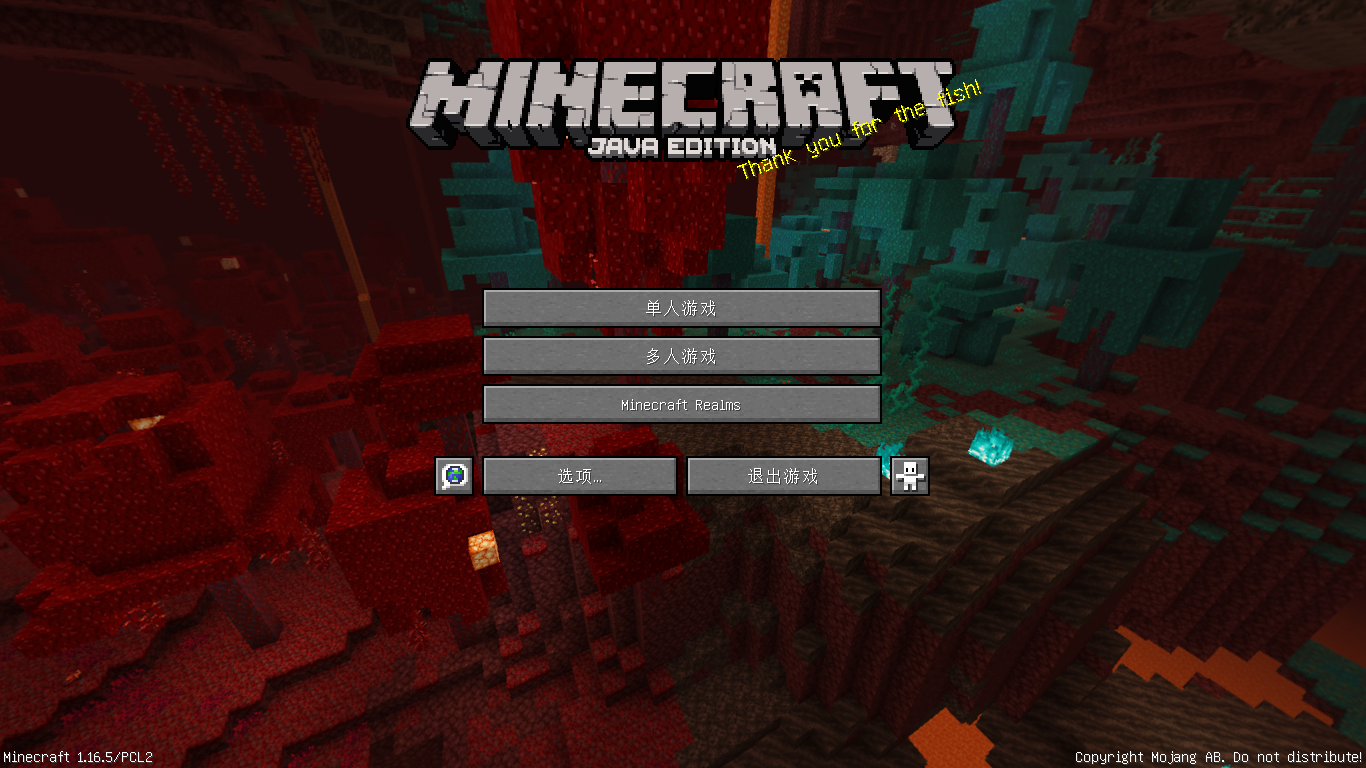 MINECRAFT
JAVA EDITION
Thank you for the fish!
单人游戏
多人游戏
Minecraft Realms
选项...
退出游戏
Minecraft 1.16.5/PCL2
Copyright Mojang AB. Do not distribute!